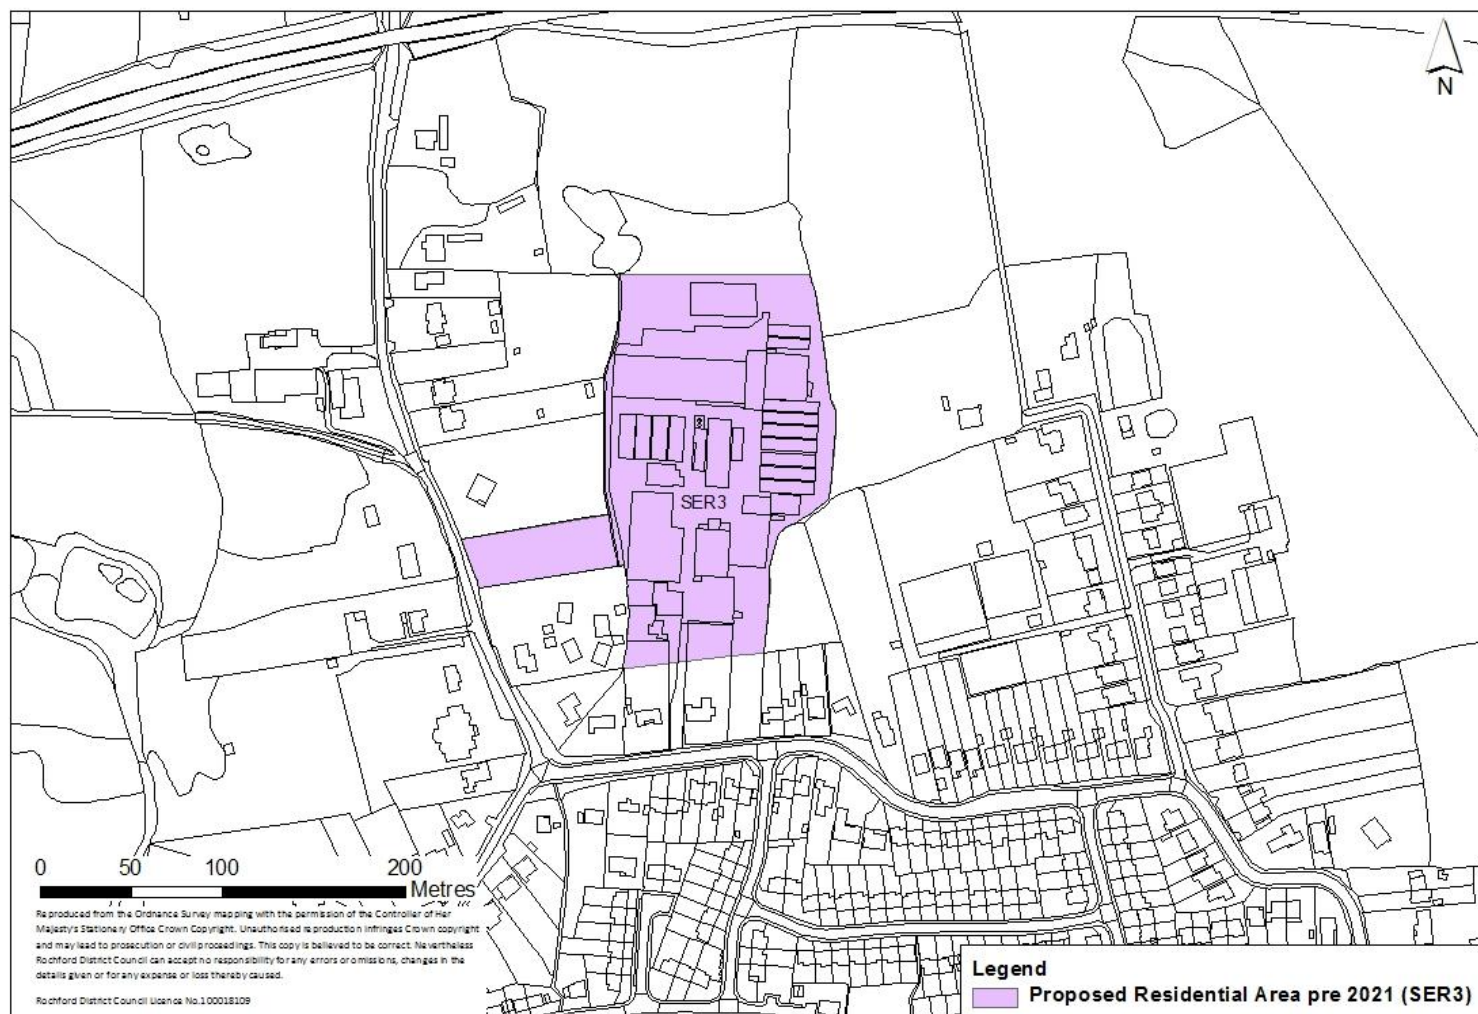 N
SER3
0 50 100 200
Metres
Reproduced from the Ordnance Survey mapping with the permission of the Controller of Her
Majesty's Stationery Office Crown Copyright. Unauthorised reproduction infringes Crown copyright
and may lead to prosecution or civil proceedings. This copy is believed to be correct. Nevertheless
Rochford District Council can accept no responsibility for any errors or omissions, changes in the
details given or for any expense or loss thereby caused.
Rochford District Council Licence No.100018109
Legend
Proposed Residential Area pre 2021 (SER3)